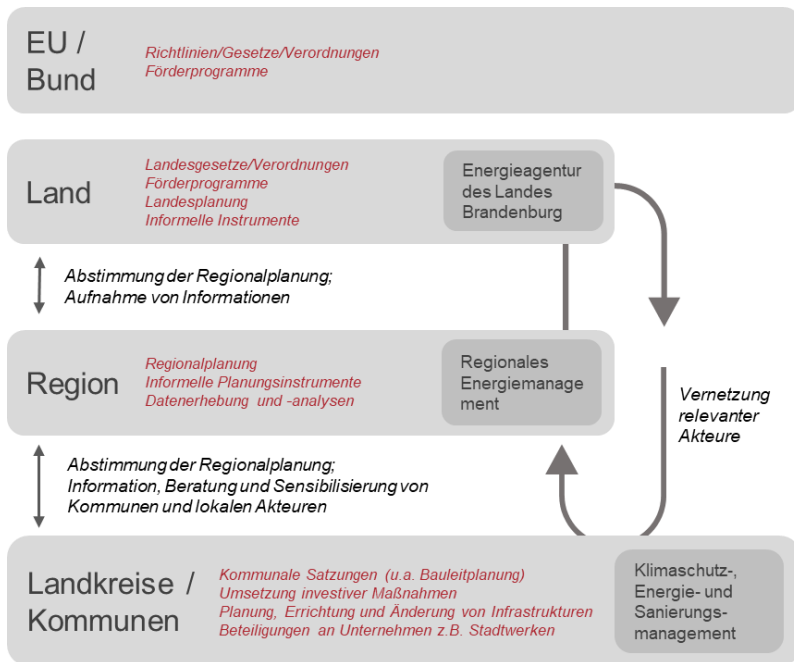 EU /
Bund
Richtlinien/Gesetze/Verordnungen
Förderprogramme
Land
Landesgesetze/Verordnungen
Förderprogramme
Landesplanung
Informelle Instrumente
Energieagentur
des Landes
Brandenburg
Abstimmung der Regionalplanung;
Aufnahme von Informationen
Region
Regionalplanung
Informelle Planungsinstrumente
Datenerhebung und -analysen
Regionales
Energiemanage
ment
Vernetzung
relevanter
Akteure
Abstimmung der Regionalplanung;
Information, Beratung und Sensibilisierung von
Kommunen und lokalen Akteuren
Landkreise /
Kommunen
Kommunale Satzungen (u.a. Bauleitplanung)
Umsetzung investiver Maßnahmen
Planung, Errichtung und Änderung von Infrastrukturen
Beteiligungen an Unternehmen z.B. Stadtwerken
Klimaschutz-,
Energie- und
Sanierungs-
management